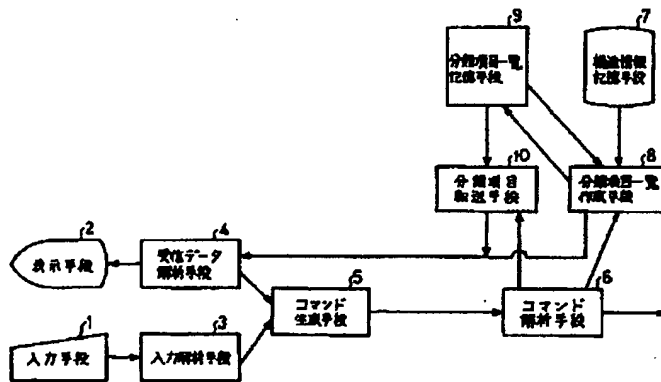 9
分類項目一覧
記憶手段
7
構造情報
記憶手段
10
分類項目
転送手段
8
分類項目一覧
作成手段
2
表示手段
4
受信データ
解析手段
5
コマンド
生成手段
6
コマンド
解析手段
1
入力手段
3
入力解析手段